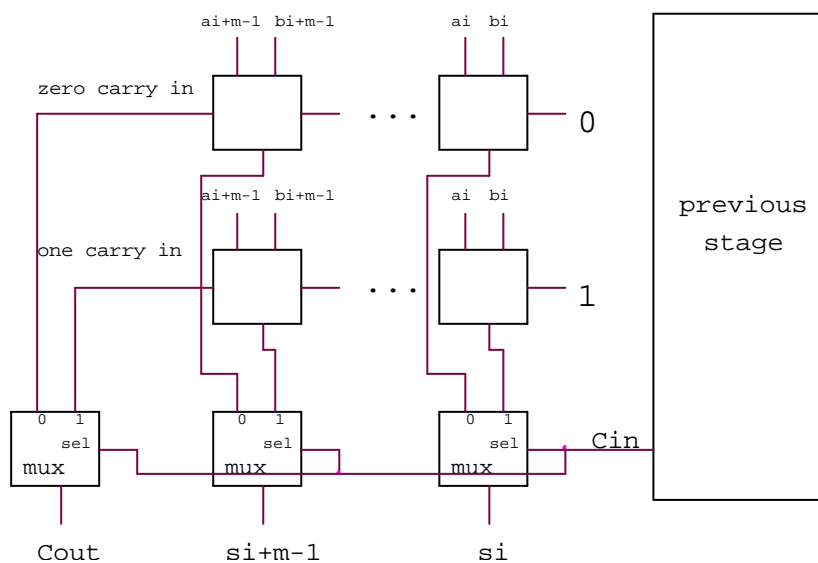 ai+m-1 bi+m-1 ai bi
zero carry in
. . . 0
ai+m-1 bi+m-1 ai bi
previous
stage
one carry in
. . . 1
0 1 0 1 0 1
sel sel sel Cin
mux mux mux
Cout si+m-1 si